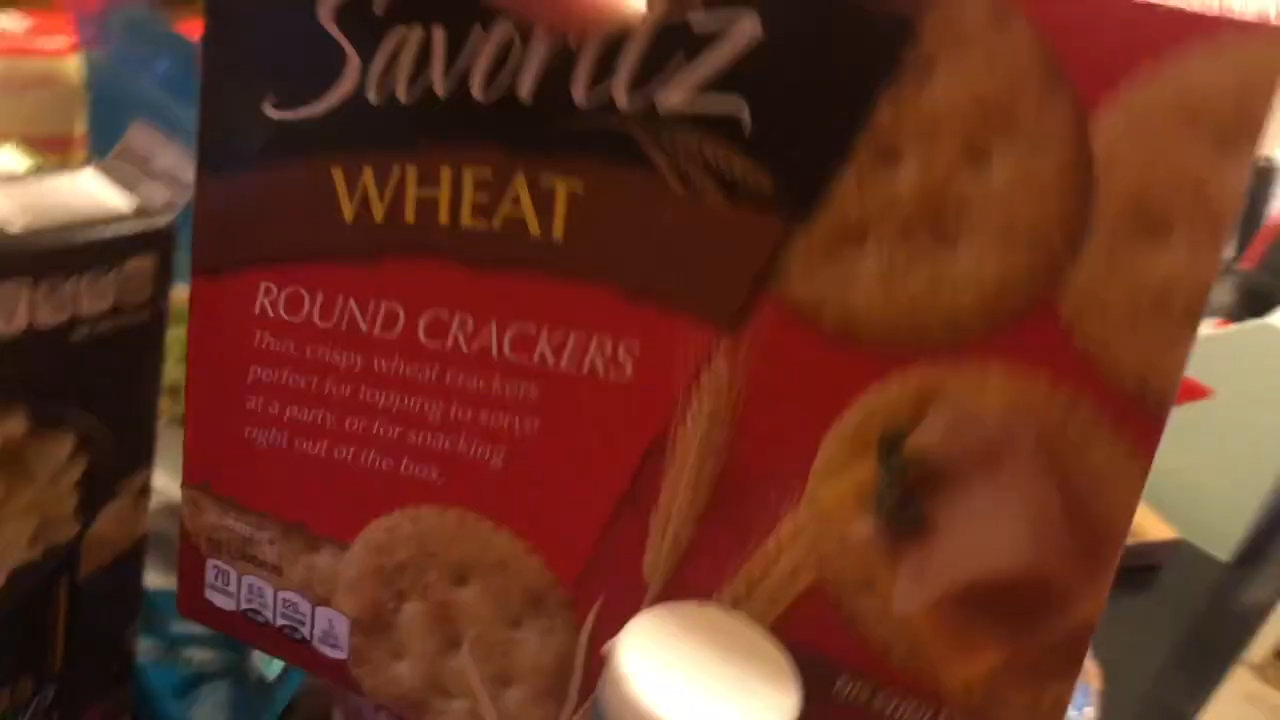 Savoritz
WHEAT
ROUND CRACKERS
Thin, crispy wheat crackers
perfect for topping to serve
at a party, or for snacking
right out of the box.
70
120